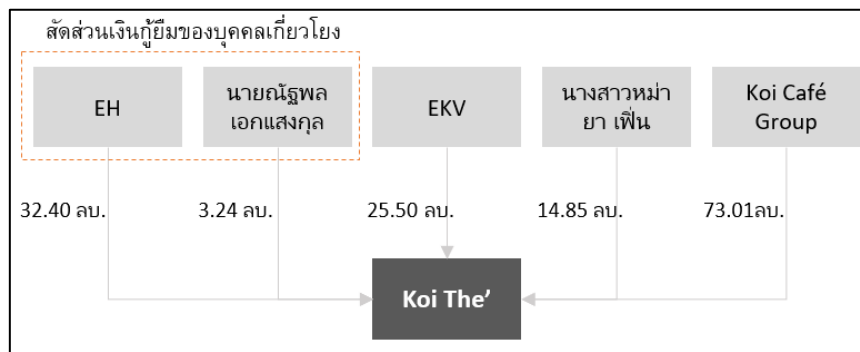 สัดส่วนเงินกู้ยืมของบุคคลเกี่ยวโยง
EH
นายณัฐพล
เอกแสงกุล
EKV
นางสาวหม่า
ยา เฟิ่น
Koi Café
Group
32.40 ลบ.
3.24 ลบ.
25.50 ลบ.
14.85 ลบ.
73.01ลบ.
Koi The’